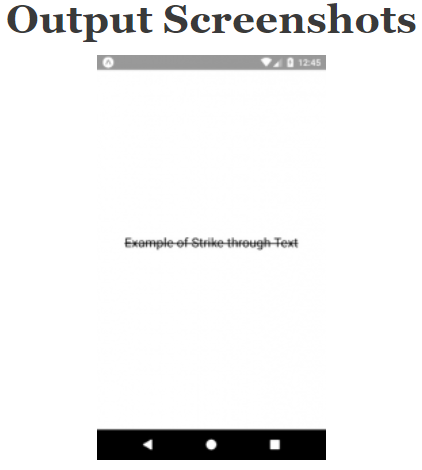 Output Screenshots
12:45
Example of Strike through Text